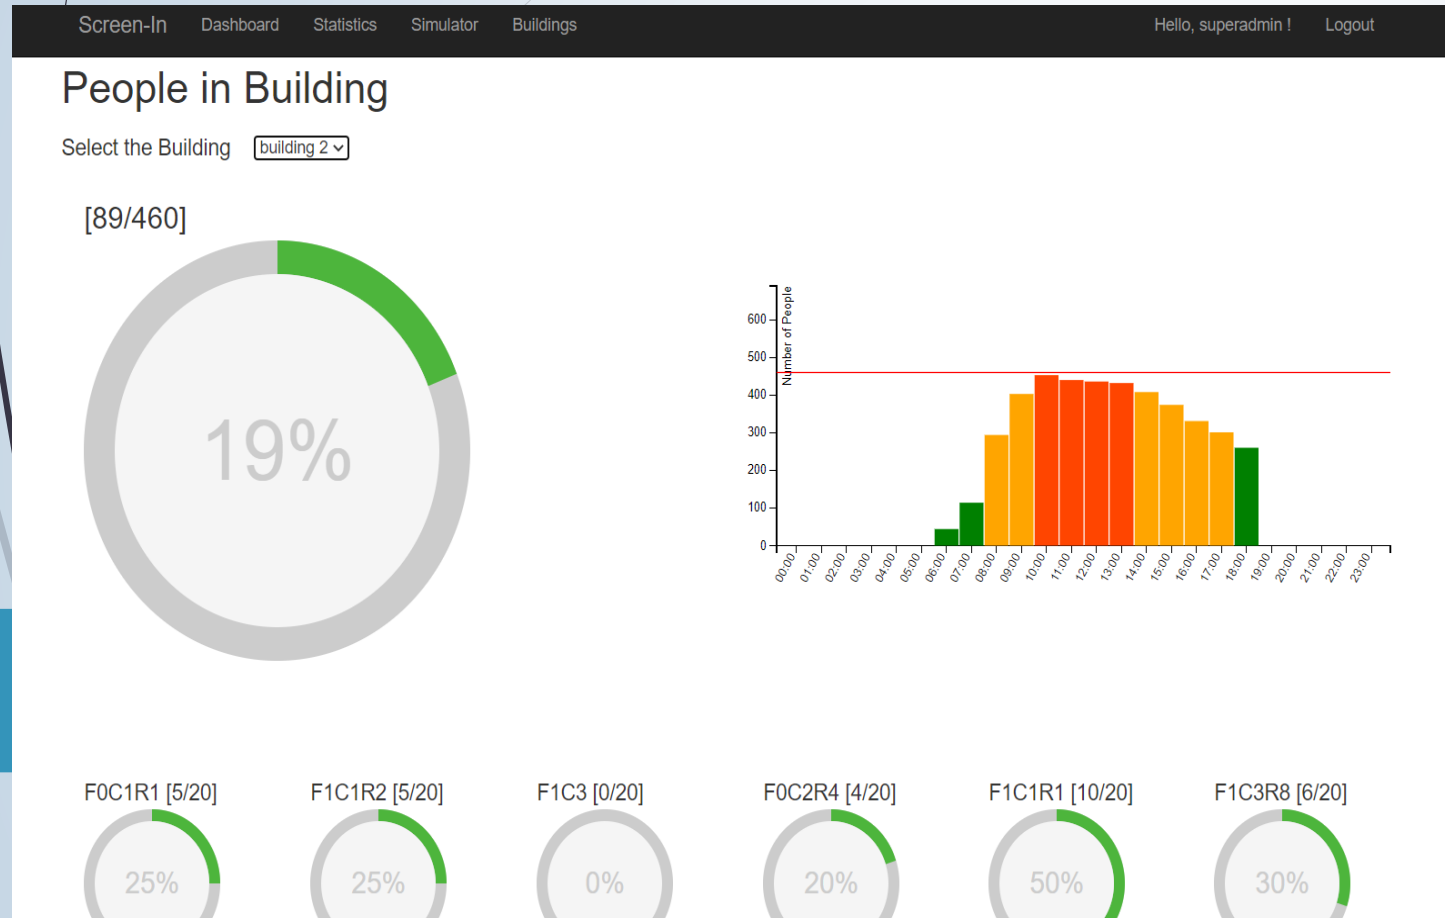 Screen-In Dashboard Statistics Simulator Buildings Hello, superadmin ! Logout
People in Building
Select the Building building 2
[89/460]
19%
Number of People
600
500
400
300
200
100
0
00:00 01:00 02:00 03:00 04:00 05:00 06:00 07:00 08:00 09:00 10:00 11:00 12:00 13:00 14:00 15:00 16:00 17:00 18:00 19:00 20:00 21:00 22:00 23:00
F0C1R1 [5/20] F1C1R2 [5/20] F1C3 [0/20] F0C2R4 [4/20] F1C1R1 [10/20] F1C3R8 [6/20]
25% 25% 0% 20% 50% 30%